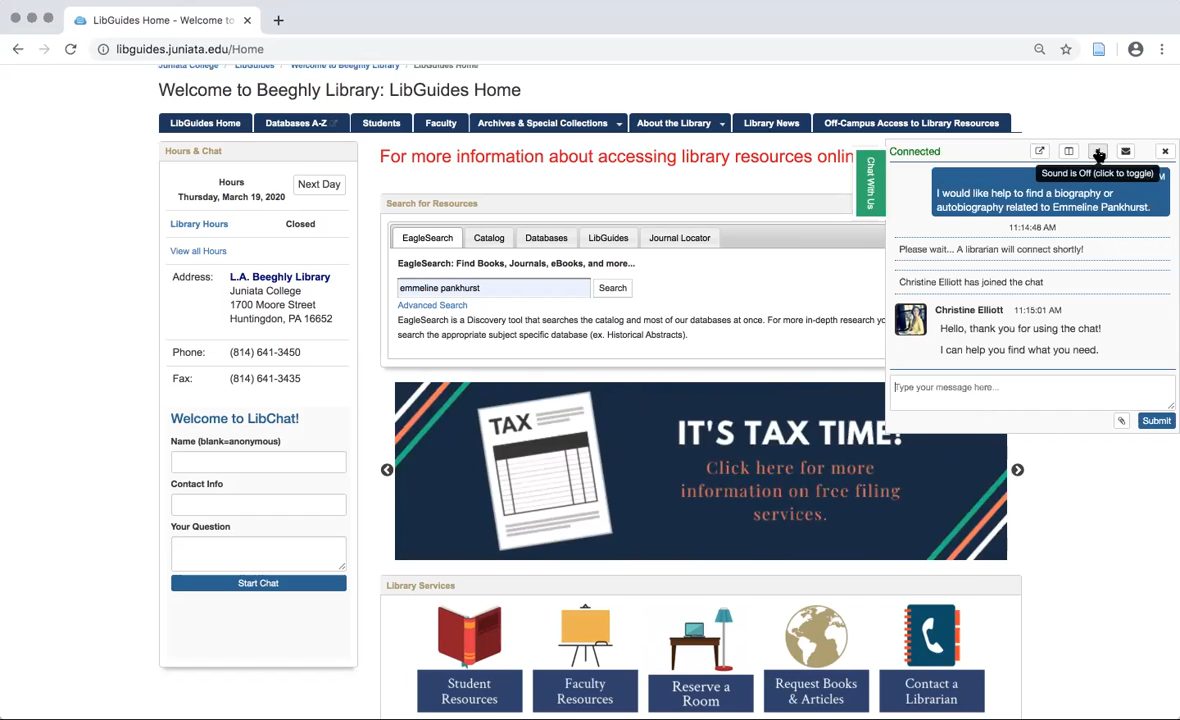 LibGuides Home - Welcome to
libguides.juniata.edu/Home
Juniata College
LibGuides
Welcome to Beeghly Library
LibGuides Home
Welcome to Beeghly Library: LibGuides Home
LibGuides Home
Databases A-Z
Students
Faculty
Archives & Special Collections
About the Library
Library News
Off-Campus Access to Library Resources
Hours & Chat
Hours
Thursday, March 19, 2020
Next Day
Library Hours
Closed
View all Hours
Address:
L.A. Beeghly Library
Juniata College
1700 Moore Street
Huntingdon, PA 16652
Phone:
(814) 641-3450
Fax:
(814) 641-3435
Welcome to LibChat!
Name (blank=anonymous)
Contact Info
Your Question
Start Chat
For more information about accessing library resources onlin
Search for Resources
EagleSearch
Catalog
Databases
LibGuides
Journal Locator
EagleSearch: Find Books, Journals, eBooks, and more...
emmeline pankhurst
Search
Advanced Search
EagleSearch is a Discovery tool that searches the catalog and most of our databases at once. For more in-depth research
search the appropriate subject specific database (ex. Historical Abstracts).
TAX
IT'S TAX TIME!
Click here for more
information on free filing
services.
Library Services
Student
Resources
Faculty
Resources
Reserve a
Room
Request Books
& Articles
Contact a
Librarian
Chat With Us
Connected
Sound is Off (click to toggle)
I would like help to find a biography or
autobiography related to Emmeline Pankhurst.
11:14:48 AM
Please wait... A librarian will connect shortly!
Christine Elliott has joined the chat
Christine Elliott
11:15:01 AM
Hello, thank you for using the chat!
I can help you find what you need.
Type your message here...
Submit